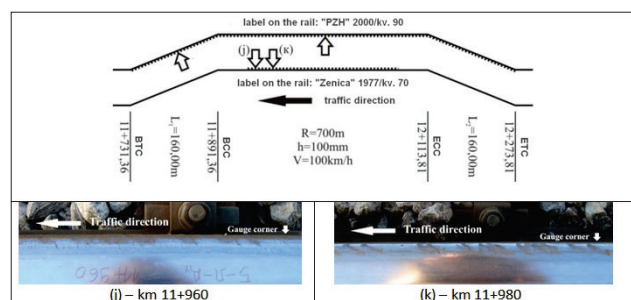 label on the rail: "PZH" 2000/kv. 90
(j)
(κ)
label on the rail: "Zenica" 1977/kv. 70
traffic direction
11+731,36
BTC
L₁=160,00m
11+891,36
BCC
R=700m
h=100mm
V=100km/h
12+113,81
ECC
L₂=160,00m
12+273,81
ETC
Traffic direction
Gauge corner
(j) – km 11+960
Traffic direction
Gauge corner
(k) – km 11+980